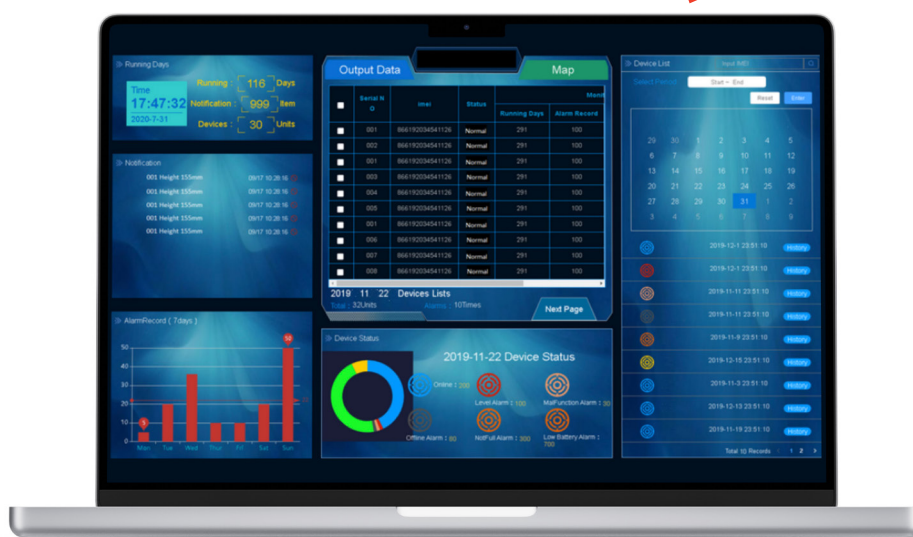 Running Days
Time
17:47:32
2020-7-31
Running : 116 Days
Notification : 999 Item
Devices : 30 Units
Notification
001 Height 155mm 09/17 10:28:16
001 Height 155mm 09/17 10:28:16
001 Height 155mm 09/17 10:28:16
001 Height 155mm 09/17 10:28:16
001 Height 155mm 09/17 10:28:16
AlarmRecord ( 7days )
50
40
30
20
10
0
5
50
Mon Tue Wed Thur Fri Sat Sun
Output Data
Map
Serial N
O
imei
Status
Running Days
Alarm Record
001 866192034541126 Normal 291 100
002 866192034541126 Normal 291 100
001 866192034541126 Normal 291 100
003 866192034541126 Normal 291 100
004 866192034541126 Normal 291 100
005 866192034541126 Normal 291 100
001 866192034541126 Normal 291 100
006 866192034541126 Normal 291 100
007 866192034541126 Normal 291 100
008 866192034541126 Normal 291 100
2019 11 22 Devices Lists
Total : 32Units Alarms : 10Times
Next Page
Device Status
2019-11-22 Device Status
Online : 200
Level Alarm : 100
MalFunction Alarm : 30
Offline Alarm : 80
NotFull Alarm : 300
Low Battery Alarm :
700
Device List
Input IMEI
Select Period
Start ~ End
Reset
Enter
29 30 1 2 3 4 5
6 7 8 9 10 11 12
13 14 15 16 17 18 19
20 21 22 23 24 25 26
27 28 29 30 31 1 2
3 4 5 6 7 8 9
2019-12-1 23:51:10 History
2019-12-1 23:51:10 History
2019-11-11 23:51:10 History
2019-11-11 23:51:10 History
2019-11-9 23:51:10 History
2019-12-15 23:51:10 History
2019-11-3 23:51:10 History
2019-12-13 23:51:10 History
2019-11-19 23:51:10 History
Total 10 Records 1 2